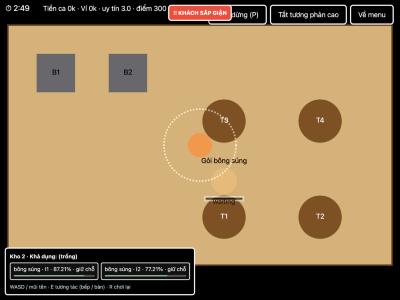 2:49
Tiền ca 0k · Ví 0k · uy tín 3.0 · điểm 300
!! KHÁCH SẮP GIẬN
dừng (P)
Tắt tương phản cao
Về menu
B1
B2
T3
T4
Gỏi bông súng
waiting
T1
T2
Kho 2 · Khả dụng: (trống)
bông súng · I1 · 87.21% · giữ chỗ
bông súng · I2 · 77.21% · giữ chỗ
WASD / mũi tên · E tương tác (bếp / bàn) · R chơi lại